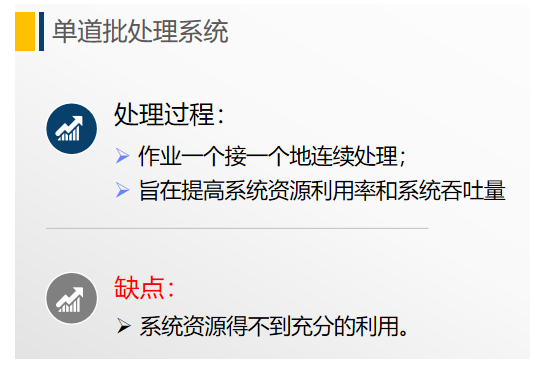 单道批处理系统
处理过程：
作业一个接一个地连续处理；
旨在提高系统资源利用率和系统吞吐量
缺点：
系统资源得不到充分的利用。